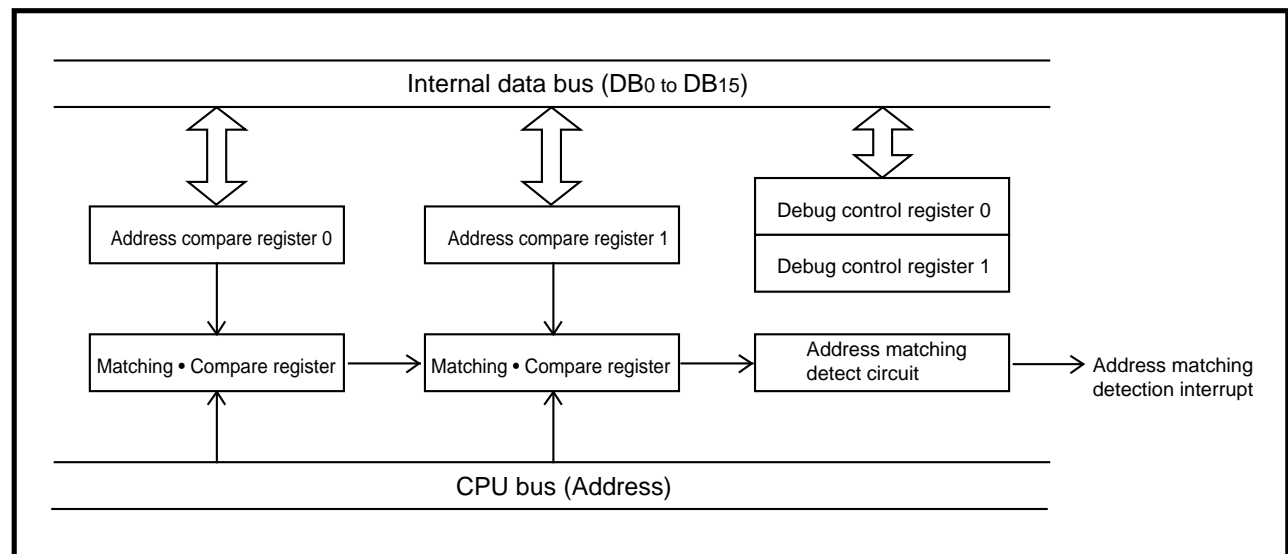 Internal data bus (DB0 to DB15)
Address compare register 0
Address compare register 1
Debug control register 0
Debug control register 1
Matching • Compare register
Matching • Compare register
Address matching
detect circuit
Address matching
detection interrupt
CPU bus (Address)